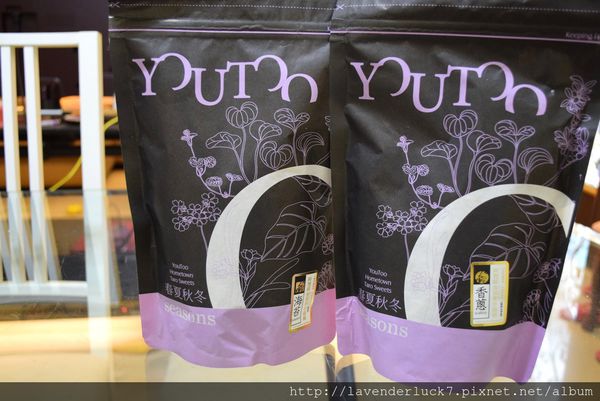 YOUTOO
YouToo
Hometown
Taro Sweets
春夏秋冬
seasons
海苔
Keeping
YOUTOO
YouToo
Hometown
Taro Sweets
春夏秋冬
seasons
香蔥
http://lavenderluck7.pixnet.net/album